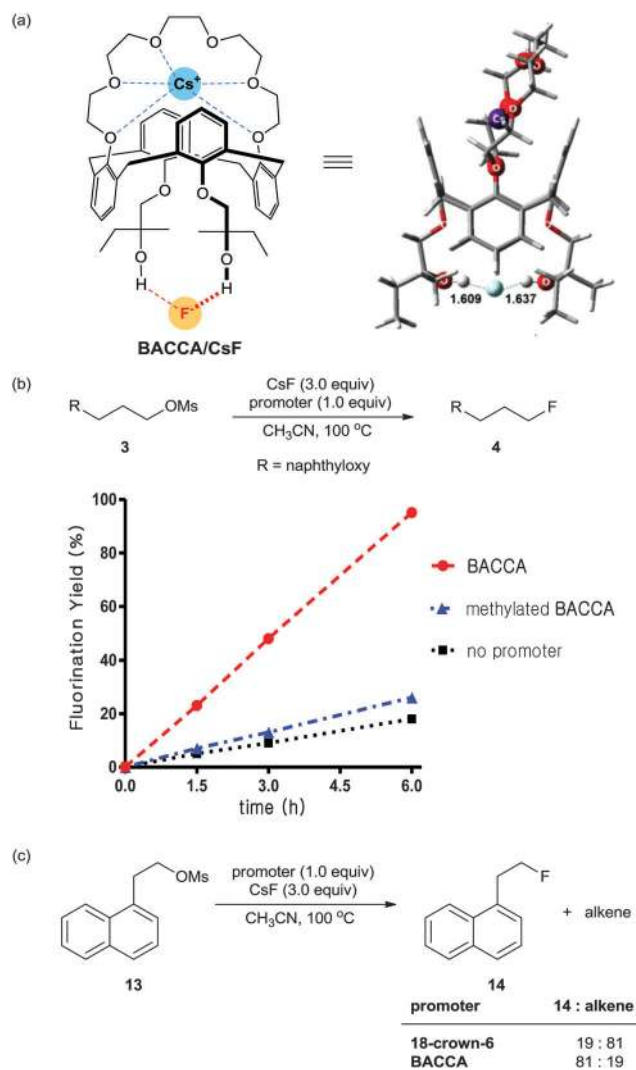 (a)
O
O
O
O
Cs⁺
O
O
O
O
O
O
H
H
F⁻
BACCA/CsF
O
O
Cs
O
O
O
O
O
O
1.609
1.637
(b)
R
OMs
3
CsF (3.0 equiv)
promoter (1.0 equiv)
CH₃CN, 100 °C
R = naphthyloxy
R
F
4
Fluorination Yield (%)
100
80
60
40
20
0
0.0 1.5 3.0 4.5 6.0
time (h)
BACCA
methylated BACCA
no promoter
(c)
OMs
13
promoter (1.0 equiv)
CsF (3.0 equiv)
CH₃CN, 100 °C
F
14
+ alkene
promoter 14 : alkene
18-crown-6 19 : 81
BACCA 81 : 19